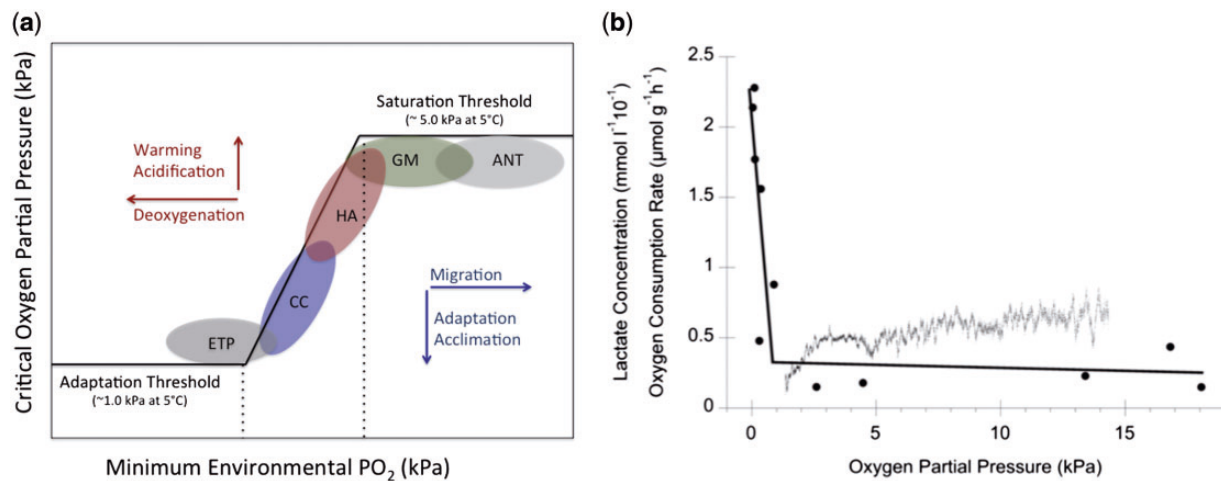 (a)
Critical Oxygen Partial Pressure (kPa)
Saturation Threshold
(~ 5.0 kPa at 5°C)
Warming
Acidification
Deoxygenation
GM
ANT
HA
CC
ETP
Migration
Adaptation
Acclimation
Adaptation Threshold
(~1.0 kPa at 5°C)
Minimum Environmental PO₂ (kPa)
(b)
Lactate Concentration (mmol l⁻¹10⁻¹)
Oxygen Consumption Rate (μmol g⁻¹h⁻¹)
2.5
2
1.5
1
0.5
0
0
5
10
15
Oxygen Partial Pressure (kPa)